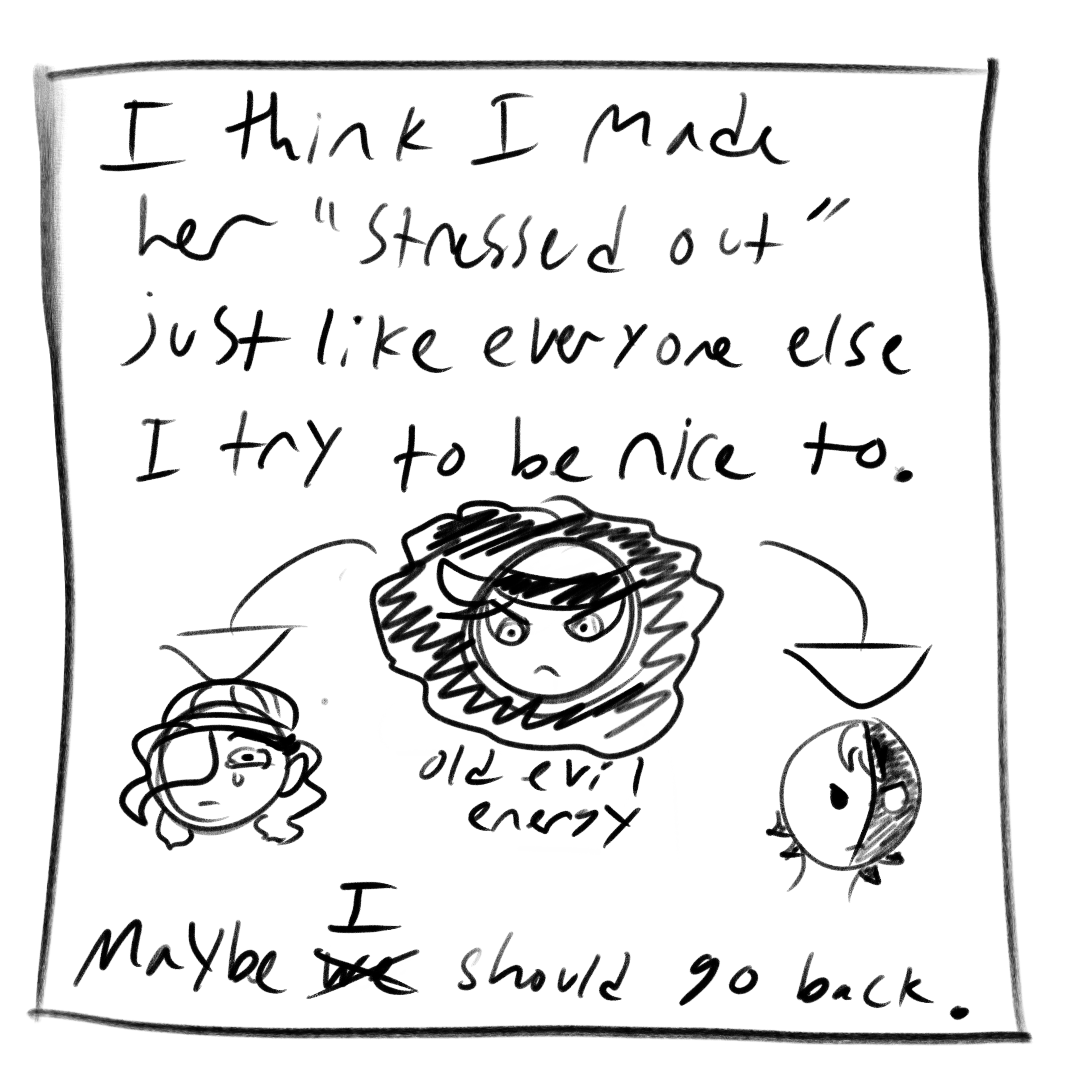 I think I made
her "stressed out"
just like everyone else
I try to be nice to.
old evil
energy
I
Maybe we should go back.